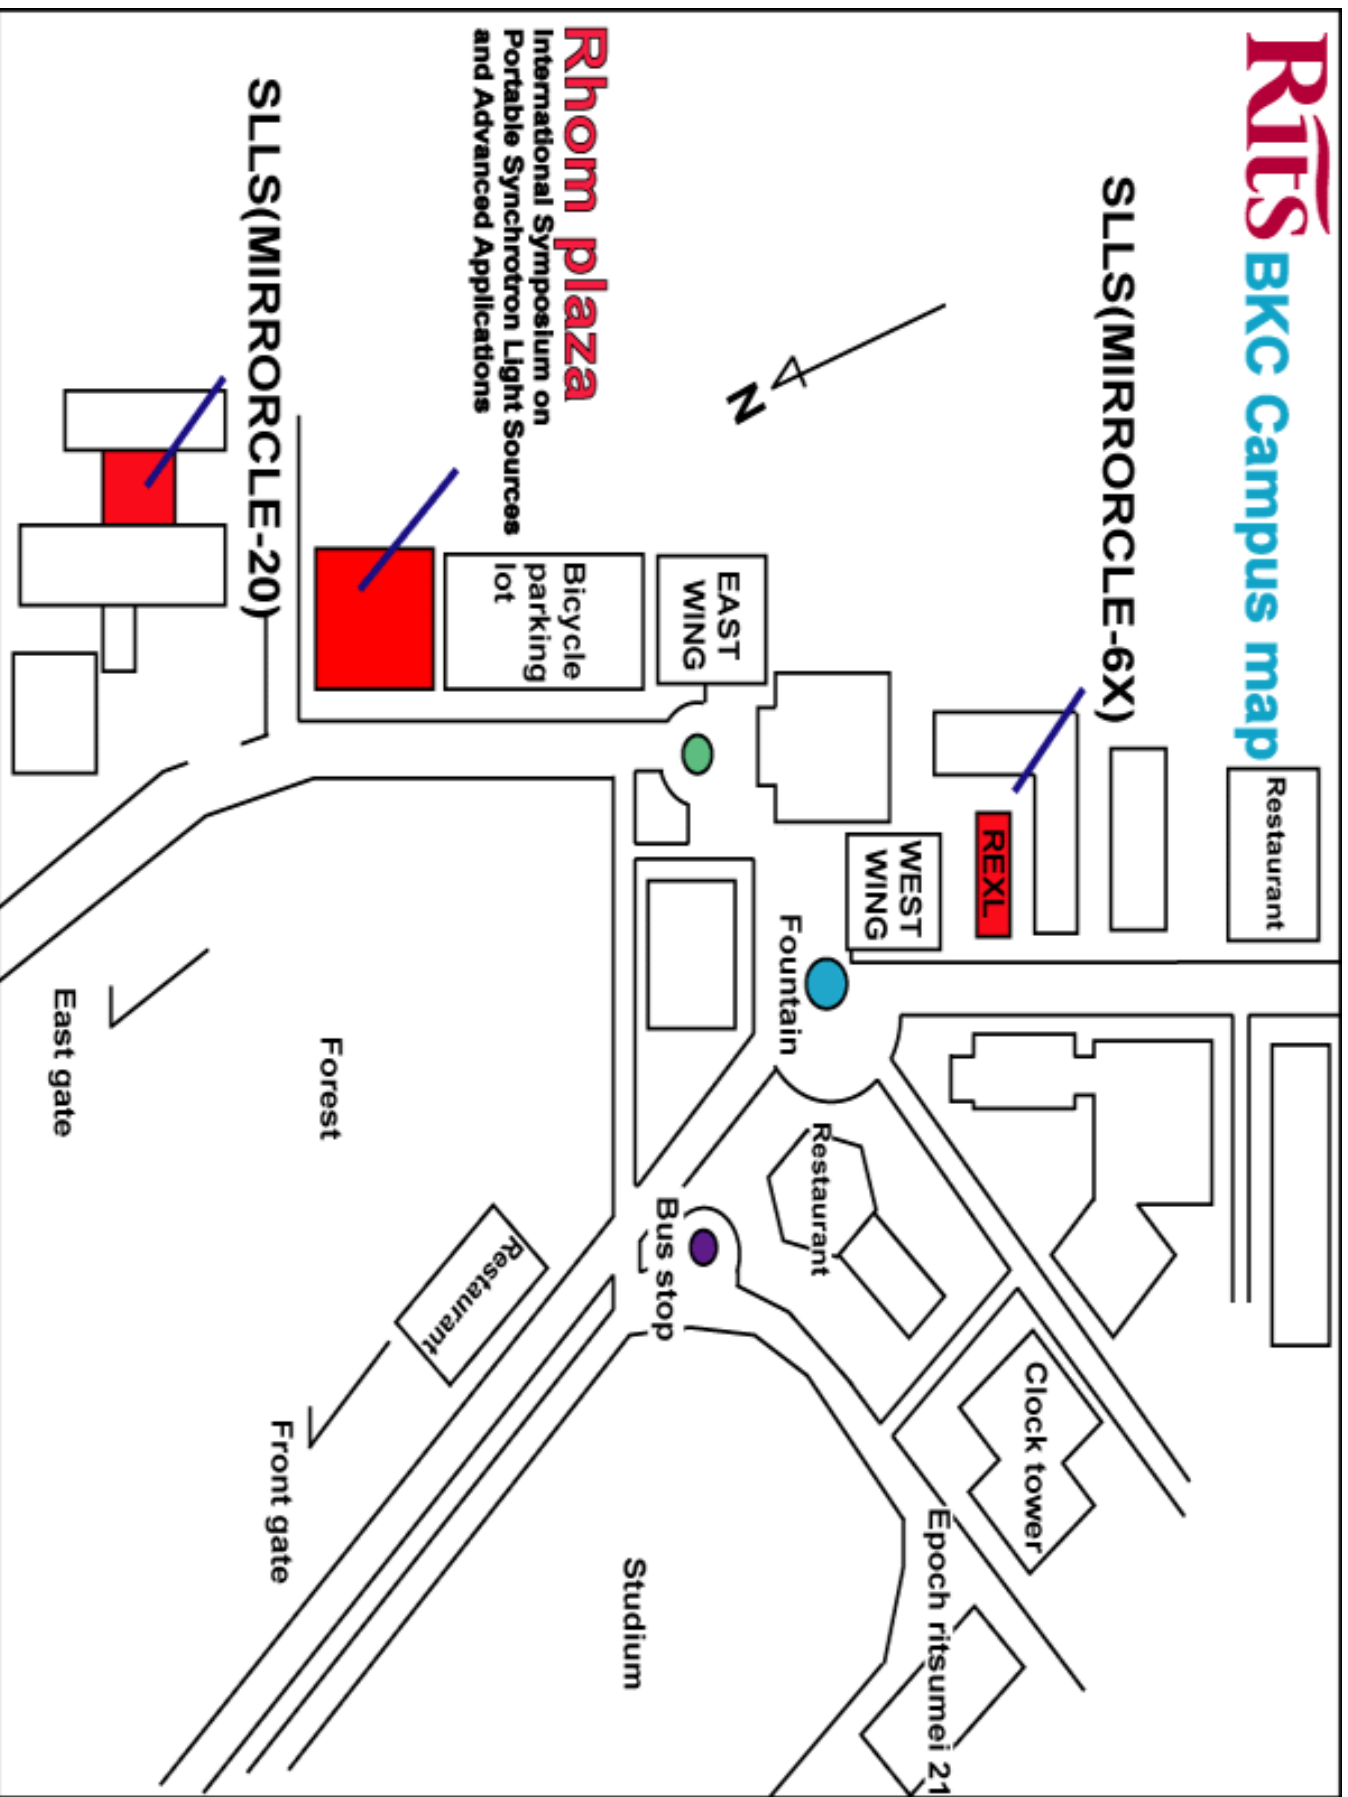 Rits BKC Campus map
SLLS(MIRRORCLE-6X)
Restaurant
REXL
WEST
WING
EAST
WING
N
Rhom plaza
International Symposium on
Portable Synchrotron Light Sources
and Advanced Applications
Bicycle
parking
lot
SLLS(MIRRORCLE-20)
Fountain
Restaurant
Clock tower
Epoch ritsumei 21
Bus stop
Studium
Forest
Restaurant
Front gate
East gate